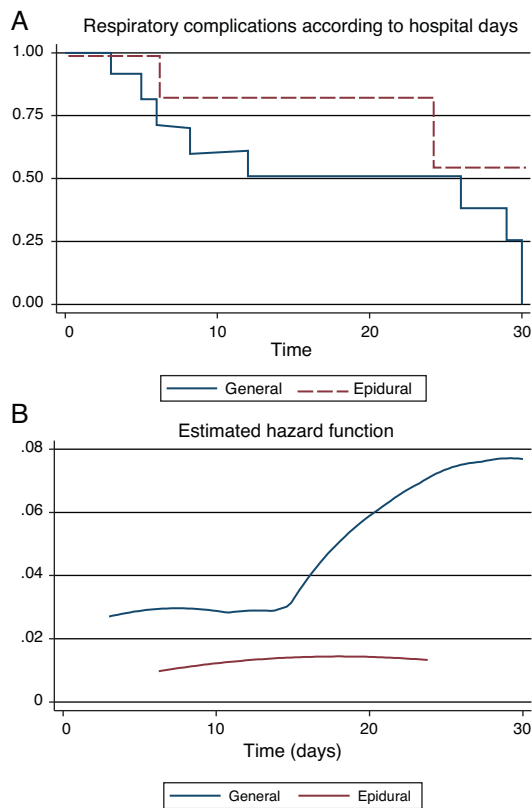 A
Respiratory complications according to hospital days
1.00
0.75
0.50
0.25
0.00
0 10 20 30
Time
General Epidural
B
Estimated hazard function
.08
.06
.04
.02
0
0 10 20 30
Time (days)
General Epidural